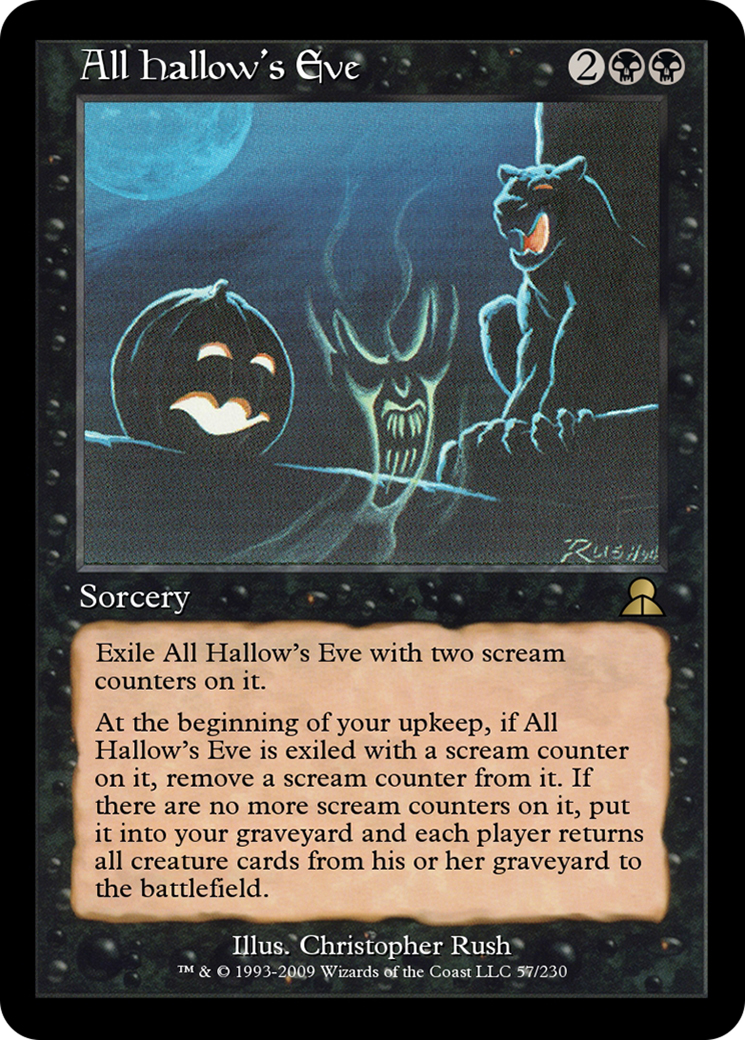 All Hallow's Eve 2
RUSH/94
Sorcery
Exile All Hallow's Eve with two scream
counters on it.
At the beginning of your upkeep, if All
Hallow's Eve is exiled with a scream counter
on it, remove a scream counter from it. If
there are no more scream counters on it, put
it into your graveyard and each player returns
all creature cards from his or her graveyard to
the battlefield.
Illus. Christopher Rush
™ & © 1993-2009 Wizards of the Coast LLC 57/230